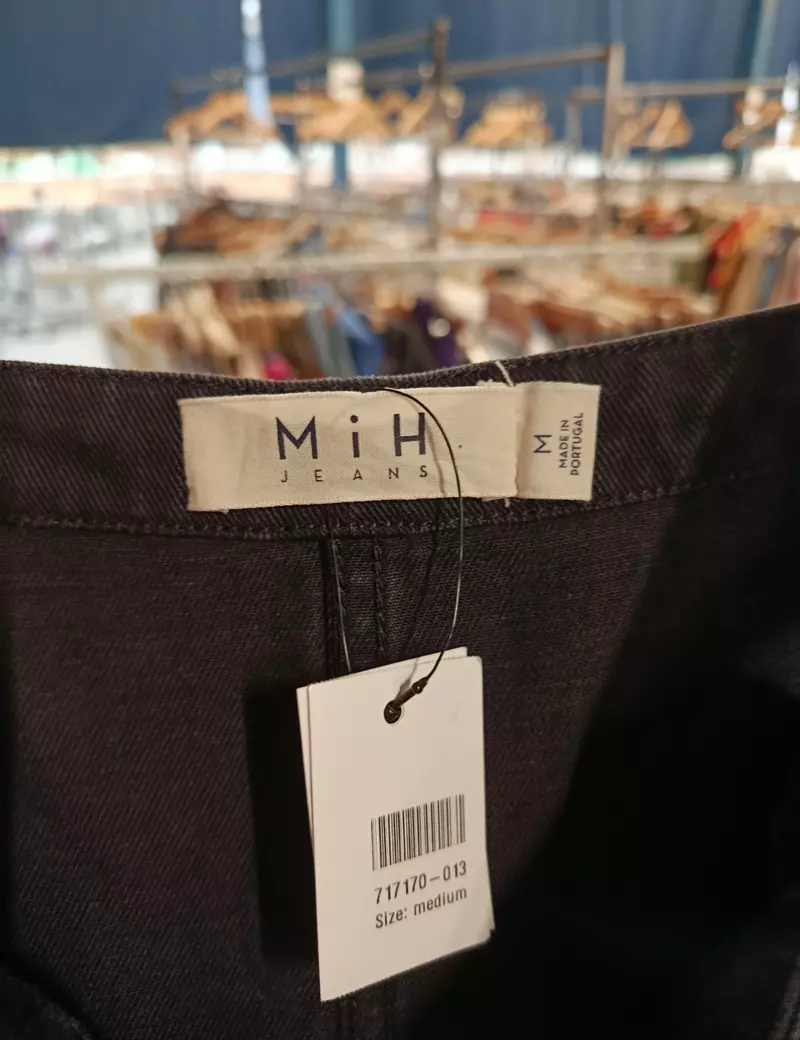 MiH
JEANS
M
MADE IN
PORTUGAL
717170-013
Size: medium